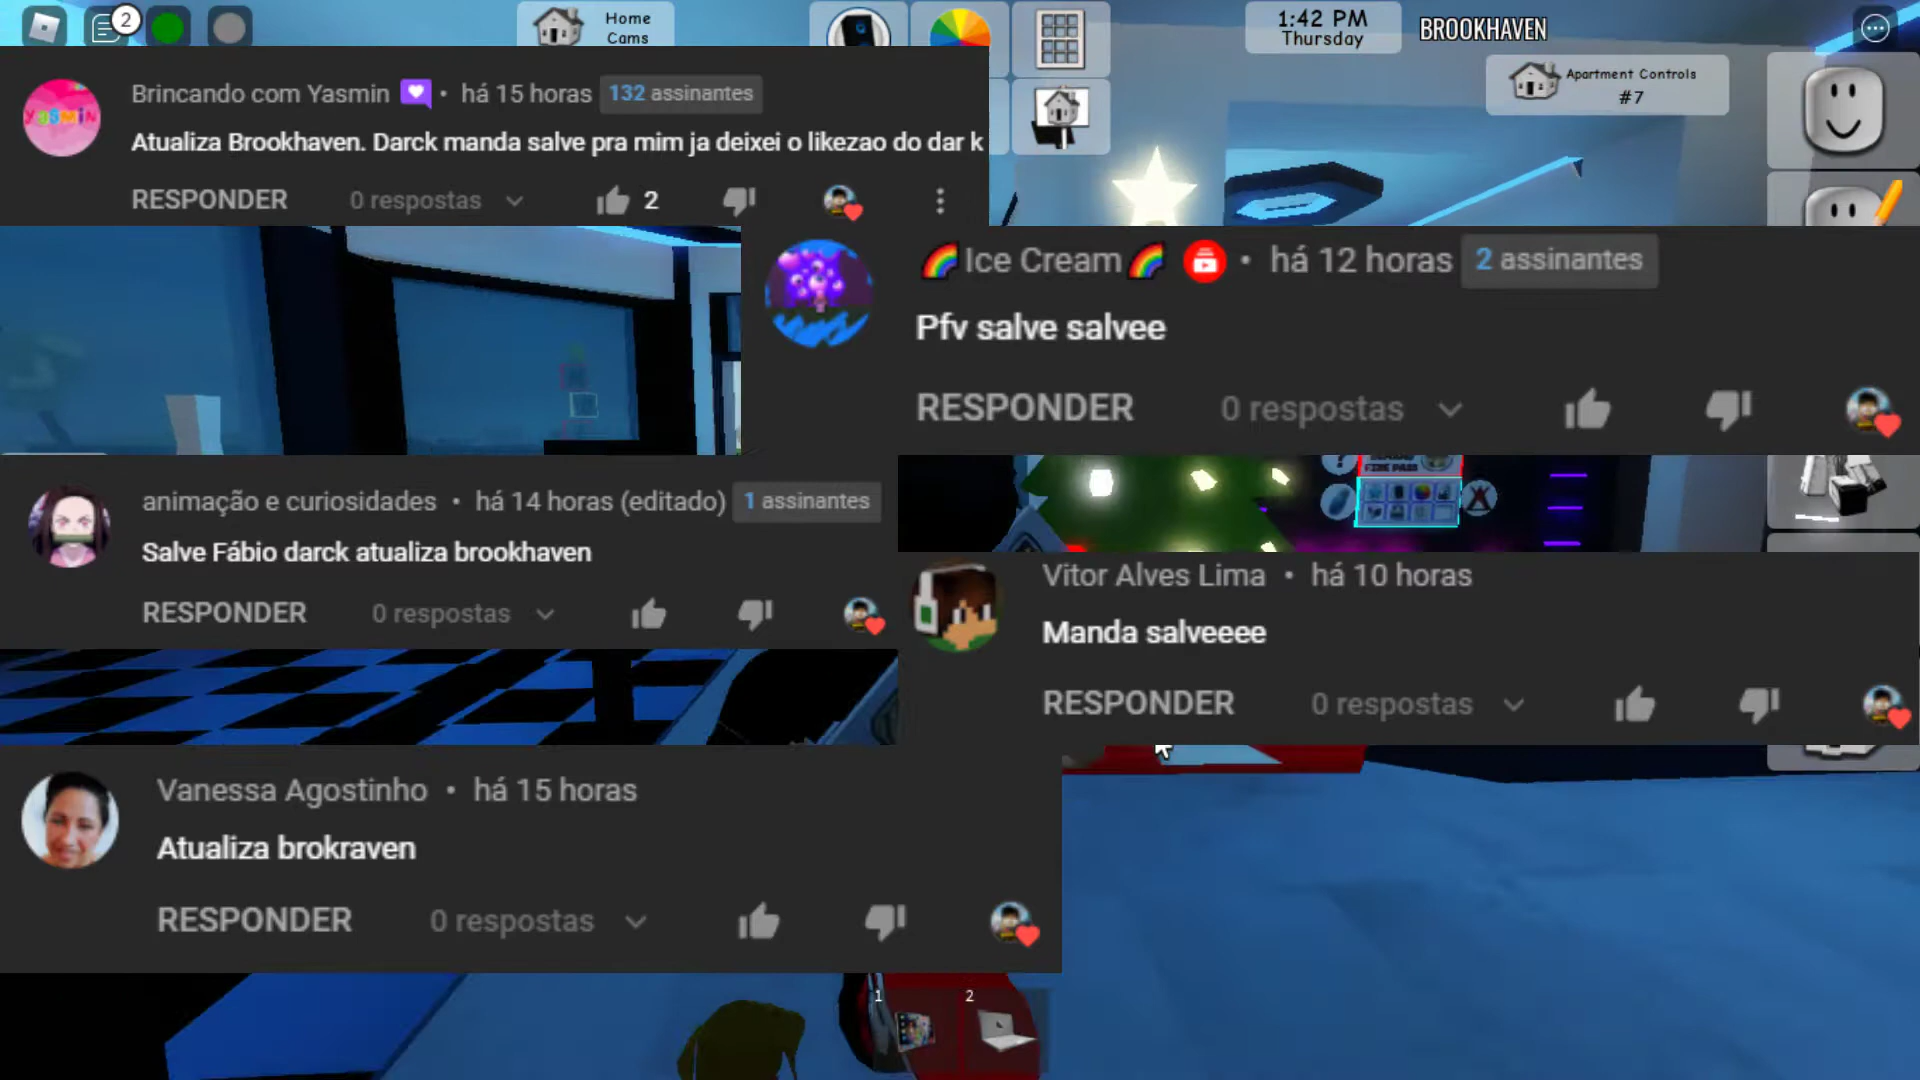 2
Home
Cams
1:42 PM
Thursday
BROOKHAVEN
Apartment Controls
#7
Brincando com Yasmin • há 15 horas 132 assinantes
Atualiza Brookhaven. Darck manda salve pra mim ja deixei o likezao do dar k
RESPONDER 0 respostas 2
🌈Ice Cream🌈 • há 12 horas 2 assinantes
Pfv salve salvee
RESPONDER 0 respostas
animação e curiosidades • há 14 horas (editado) 1 assinantes
Salve Fábio darck atualiza brookhaven
RESPONDER 0 respostas
Vitor Alves Lima • há 10 horas
Manda salveeee
RESPONDER 0 respostas
Vanessa Agostinho • há 15 horas
Atualiza brokraven
RESPONDER 0 respostas
1 2